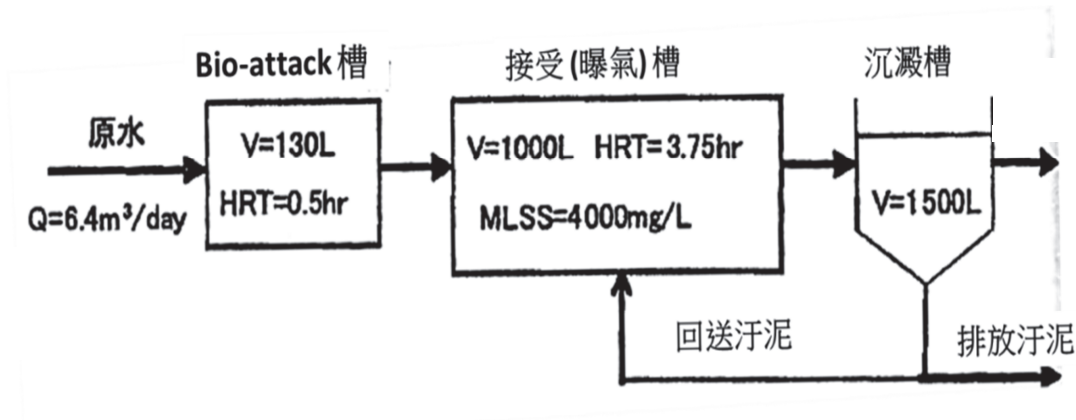 Bio-attack槽
接受(曝氣)槽
沉澱槽
原水
Q=6.4m³/day
V=130L
HRT=0.5hr
V=1000L HRT=3.75hr
MLSS=4000mg/L
V=1500L
回送汙泥
排放汙泥